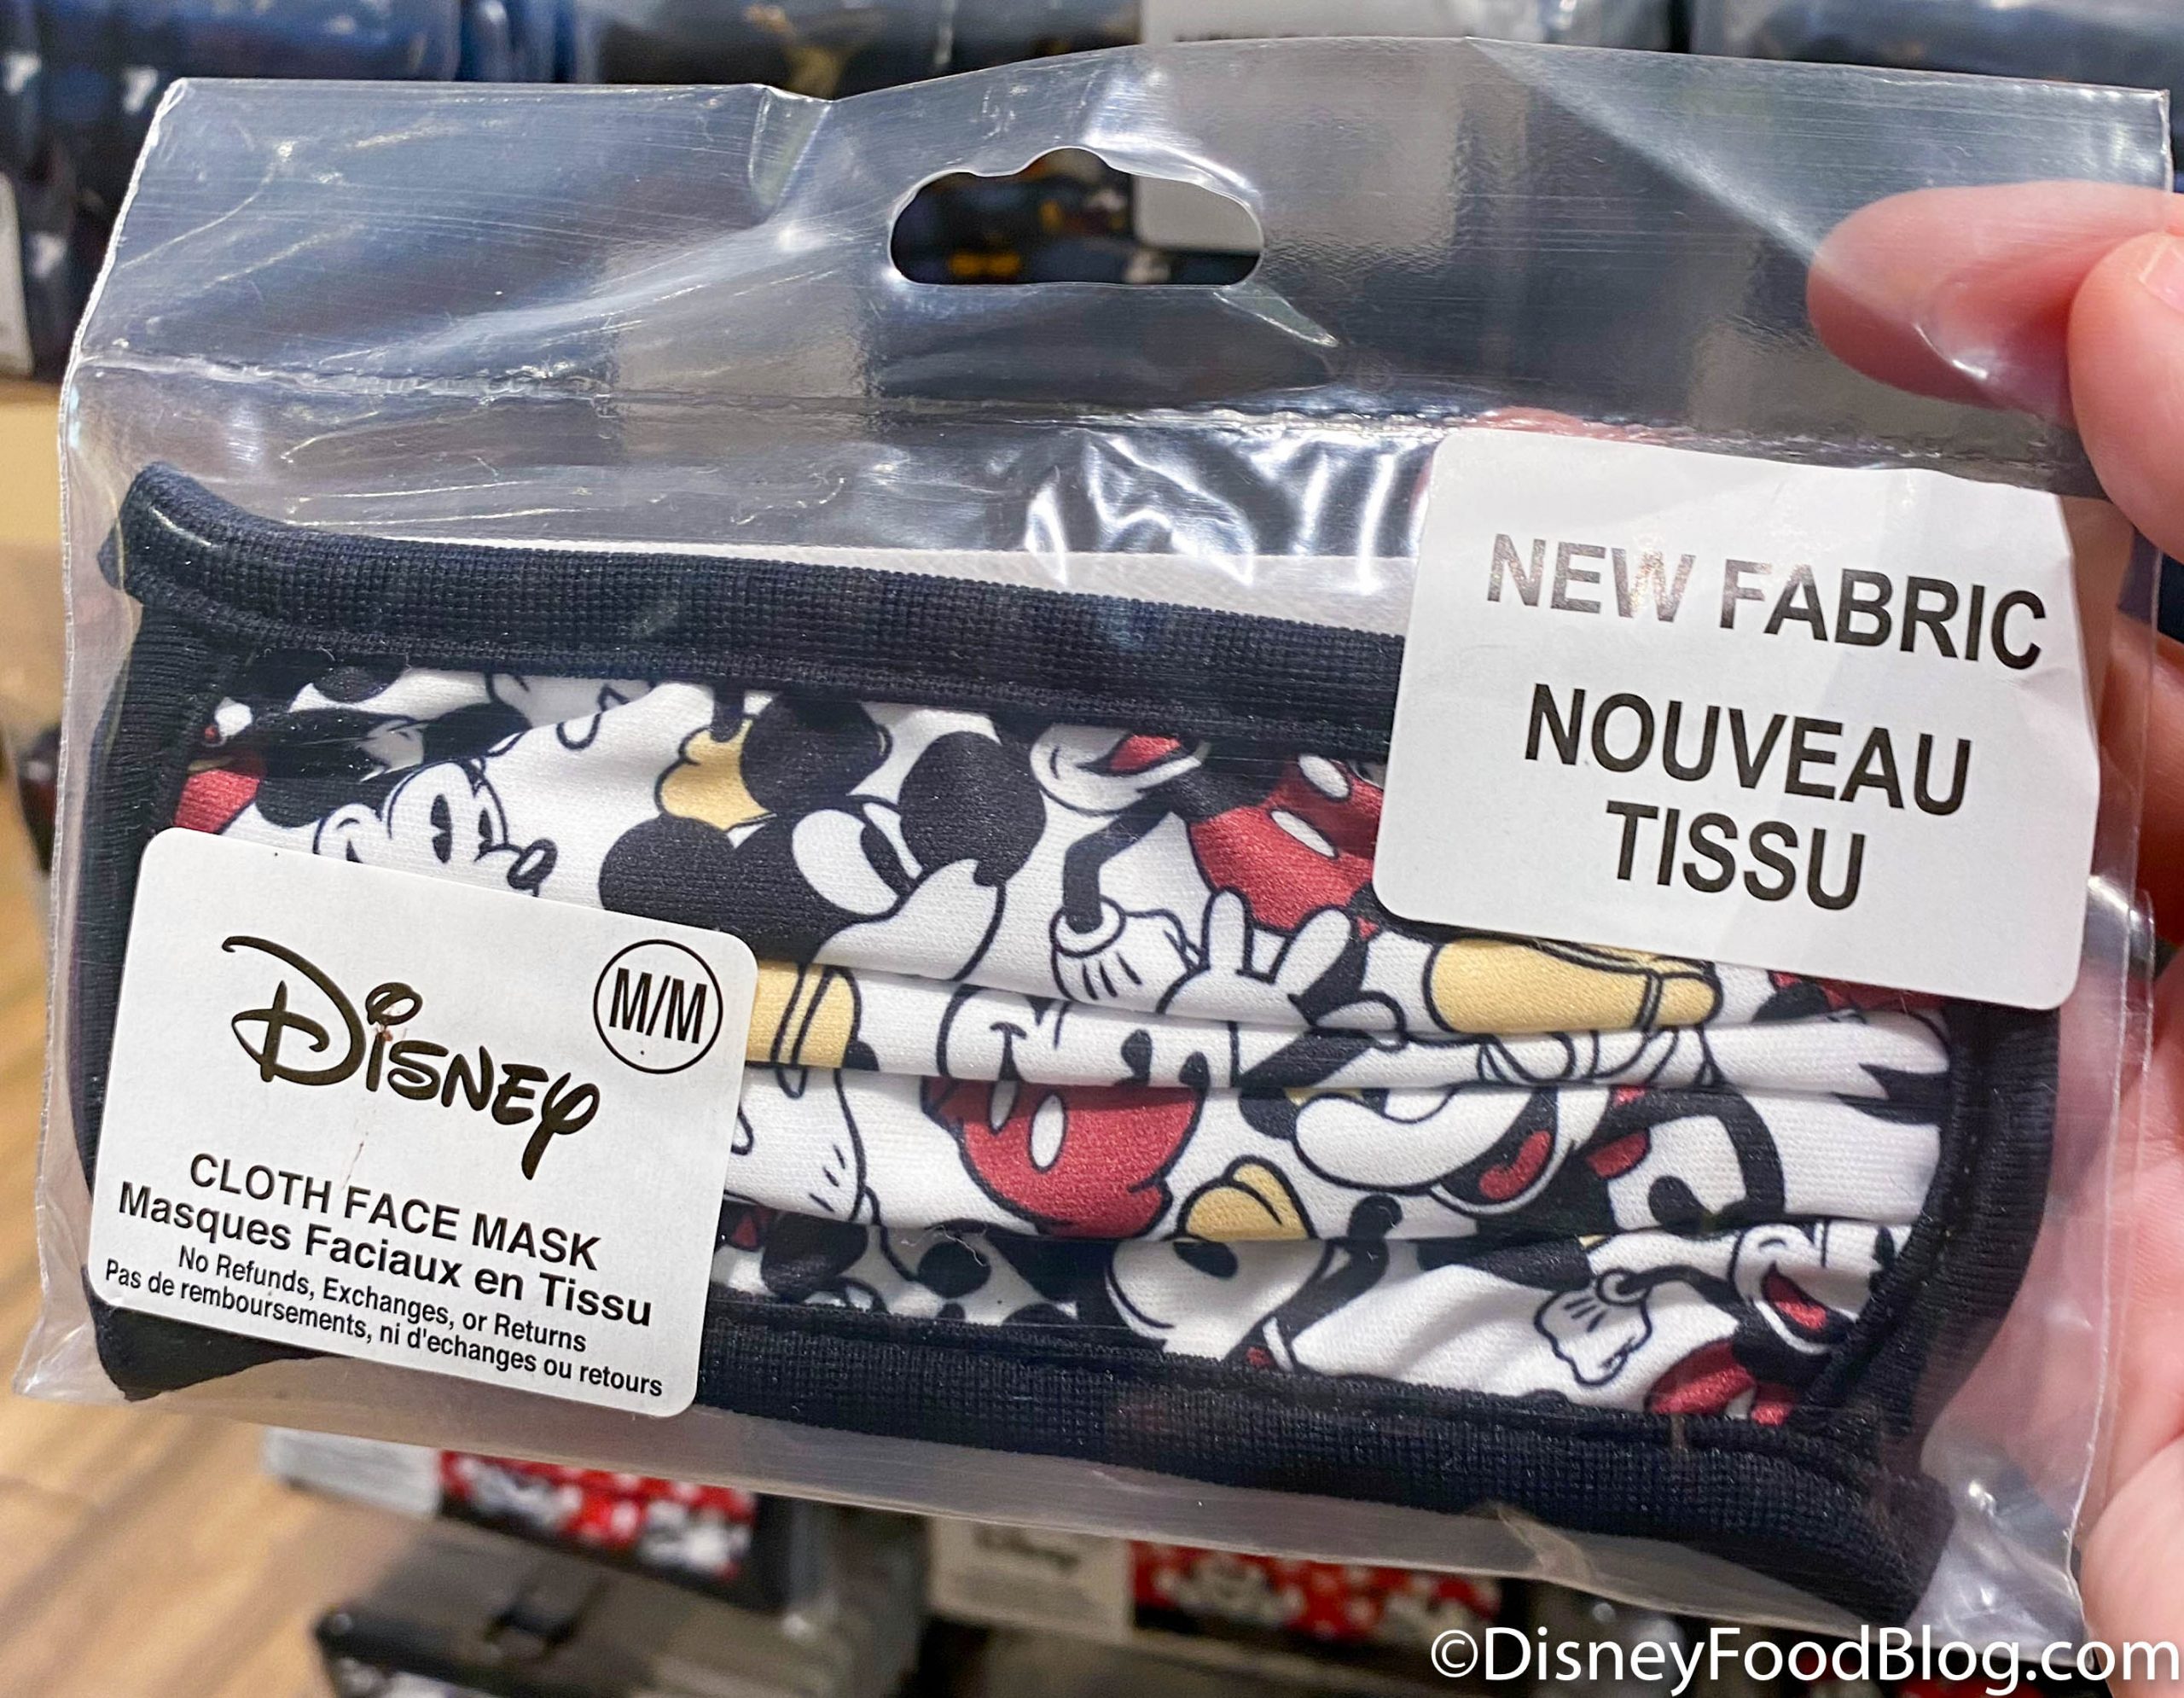 NEW FABRIC
NOUVEAU
TISSU
Disney
M/M
CLOTH FACE MASK
Masques Faciaux en Tissu
No Refunds, Exchanges, or Returns
Pas de remboursements, ni d'echanges ou retours
Disney
©DisneyFoodBlog.com